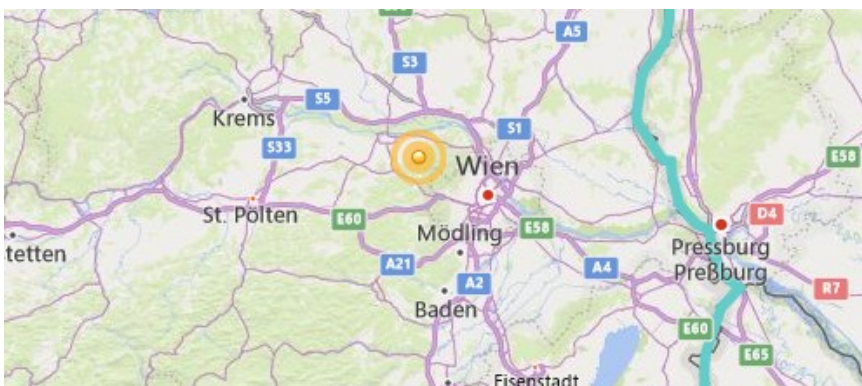 A5
S3
S5
Krems
S1
S33
Wien
E58
St. Pölten
E60
D4
Mödling
E58
Pressburg
Preßburg
tetten
A21
A4
A2
R7
Baden
E60
E65
Eisenstadt